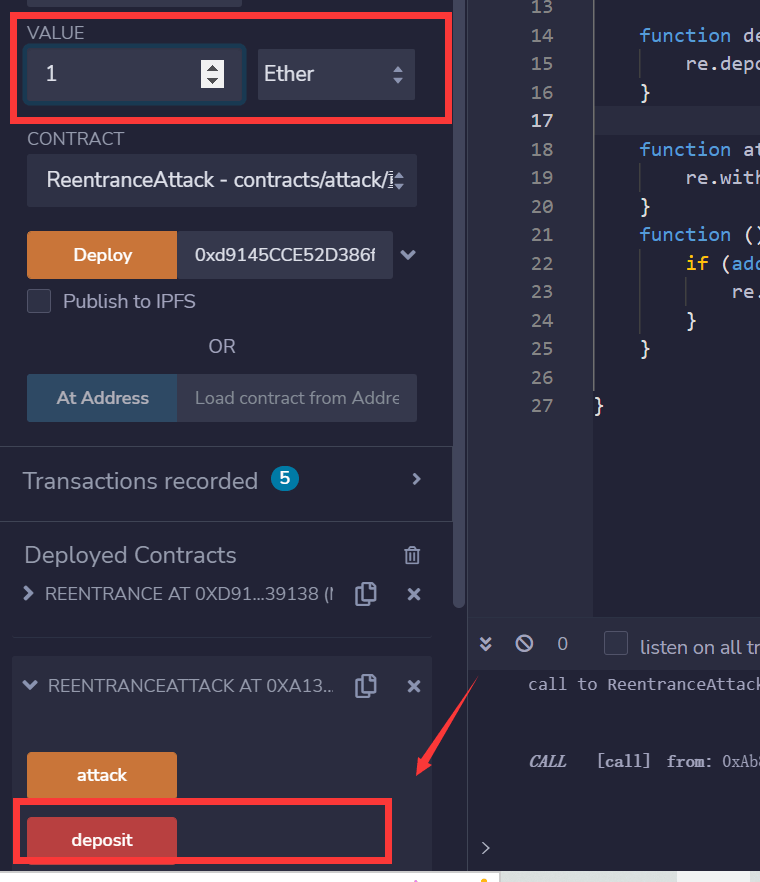 VALUE
1
Ether
CONTRACT
ReentranceAttack - contracts/attack/i
Deploy
0xd9145CCE52D386f
Publish to IPFS
OR
At Address
Load contract from Addre
Transactions recorded 5
Deployed Contracts
REENTRANCE AT 0XD91...39138 (M
REENTRANCEATTACK AT 0XA13...
attack
deposit
13
14 function de
15 re.depo
16 }
17
18 function at
19 re.with
20 }
21 function ()
22 if (add
23 re.
24 }
25 }
26
27 }
0
listen on all tr
call to ReentranceAttack
CALL [call] from: 0xAb8
>